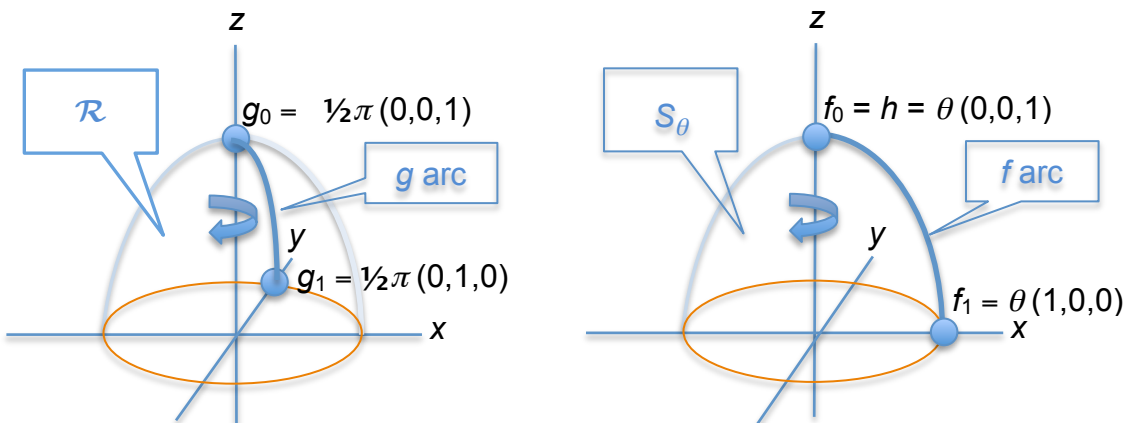 z
ℛ
g₀ = ½π (0,0,1)
g arc
y
g₁ = ½π (0,1,0)
x
z
S_θ
f₀ = h = θ (0,0,1)
f arc
y
f₁ = θ (1,0,0)
x